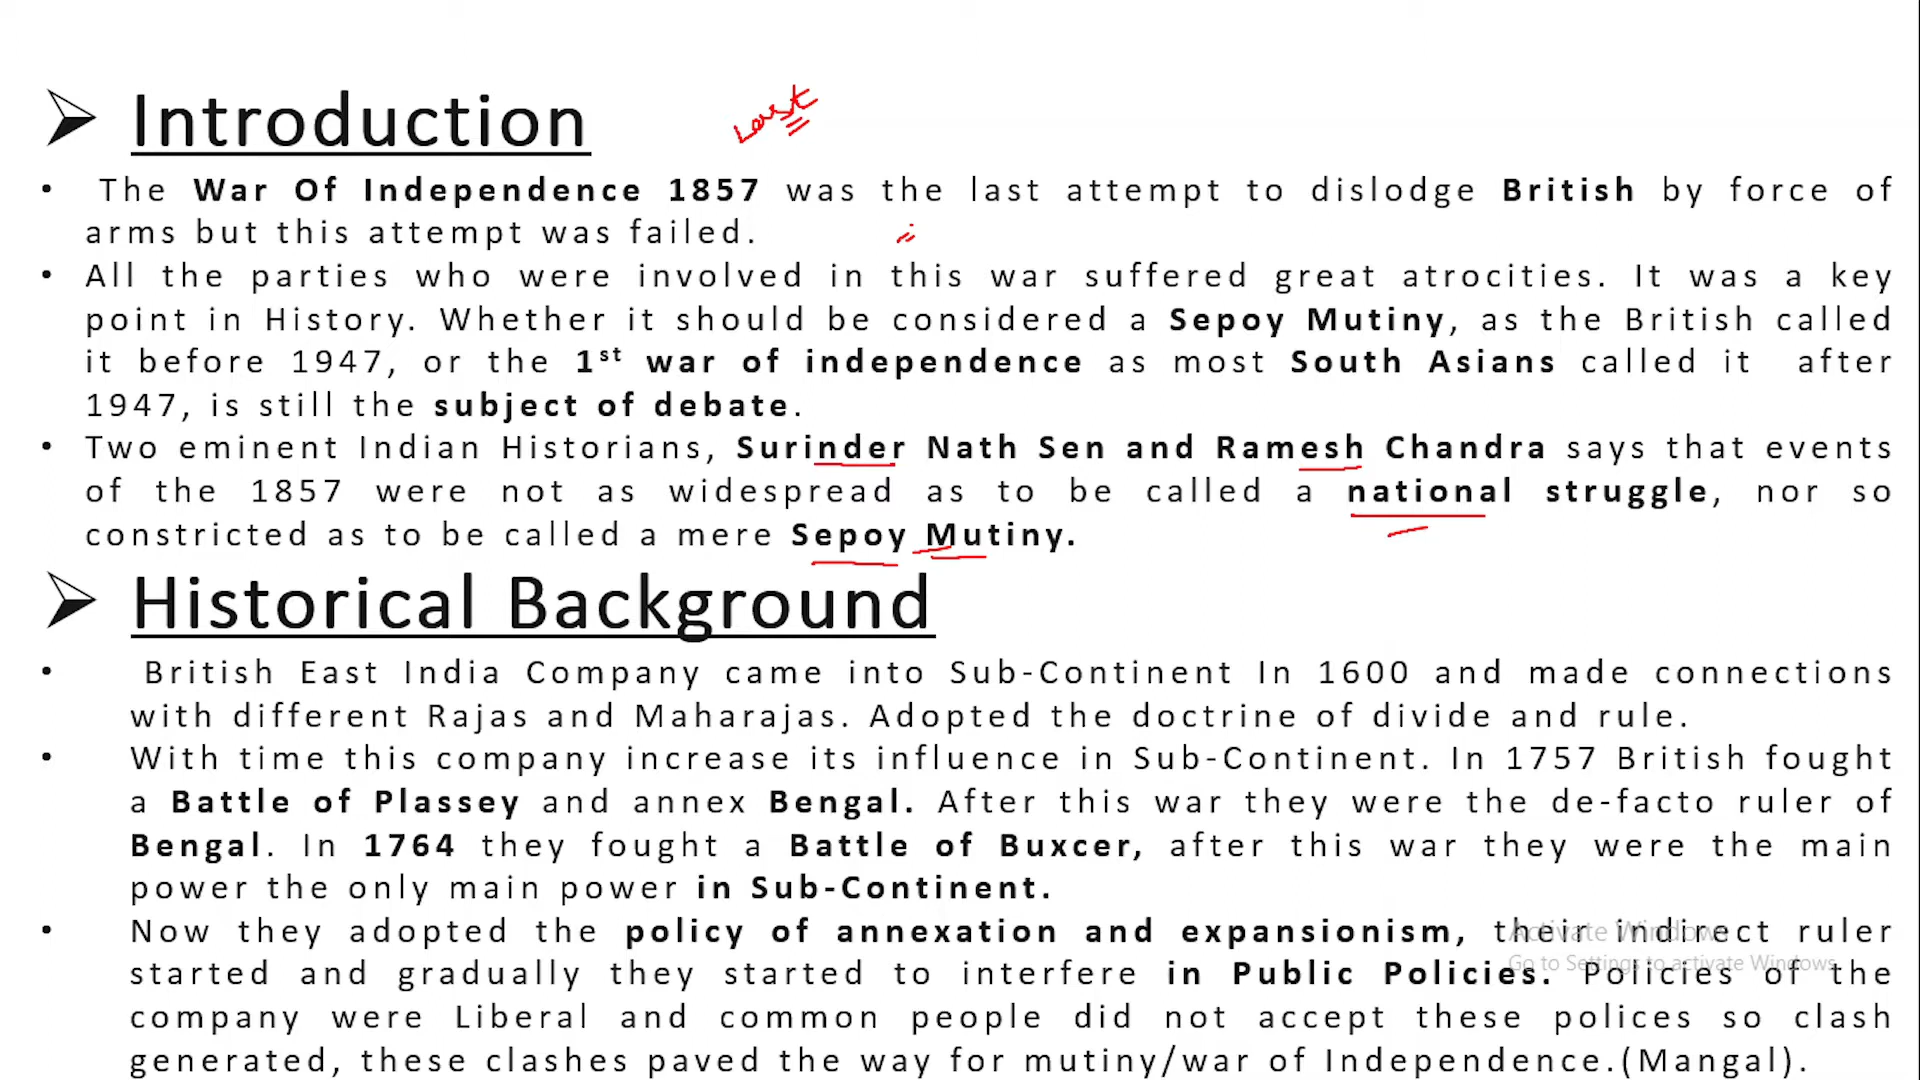 Last
➢ Introduction
• The War Of Independence 1857 was the last attempt to dislodge British by force of
arms but this attempt was failed.
• All the parties who were involved in this war suffered great atrocities. It was a key
point in History. Whether it should be considered a Sepoy Mutiny, as the British called
it before 1947, or the 1st war of independence as most South Asians called it after
1947, is still the subject of debate.
• Two eminent Indian Historians, Surinder Nath Sen and Ramesh Chandra says that events
of the 1857 were not as widespread as to be called a national struggle, nor so
constricted as to be called a mere Sepoy Mutiny.
➢ Historical Background
• British East India Company came into Sub-Continent In 1600 and made connections
with different Rajas and Maharajas. Adopted the doctrine of divide and rule.
• With time this company increase its influence in Sub-Continent. In 1757 British fought
a Battle of Plassey and annex Bengal. After this war they were the de-facto ruler of
Bengal. In 1764 they fought a Battle of Buxcer, after this war they were the main
power the only main power in Sub-Continent.
• Now they adopted the policy of annexation and expansionism, their indirect ruler
started and gradually they started to interfere in Public Policies. Policies of the
company were Liberal and common people did not accept these polices so clash
generated, these clashes paved the way for mutiny/war of Independence.(Mangal).
Activate Windows
Go to Settings to activate Windows.